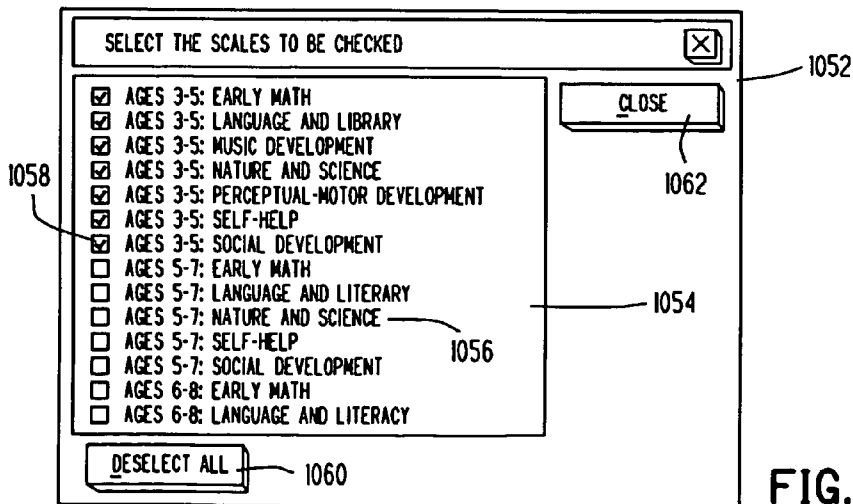 SELECT THE SCALES TO BE CHECKED
1052
AGES 3-5: EARLY MATH
AGES 3-5: LANGUAGE AND LIBRARY
AGES 3-5: MUSIC DEVELOPMENT
AGES 3-5: NATURE AND SCIENCE
AGES 3-5: PERCEPTUAL-MOTOR DEVELOPMENT
AGES 3-5: SELF-HELP
AGES 3-5: SOCIAL DEVELOPMENT
AGES 5-7: EARLY MATH
AGES 5-7: LANGUAGE AND LITERARY
AGES 5-7: NATURE AND SCIENCE
AGES 5-7: SELF-HELP
AGES 5-7: SOCIAL DEVELOPMENT
AGES 6-8: EARLY MATH
AGES 6-8: LANGUAGE AND LITERACY
CLOSE
1062
1058
1054
1056
DESELECT ALL
1060
FIG.